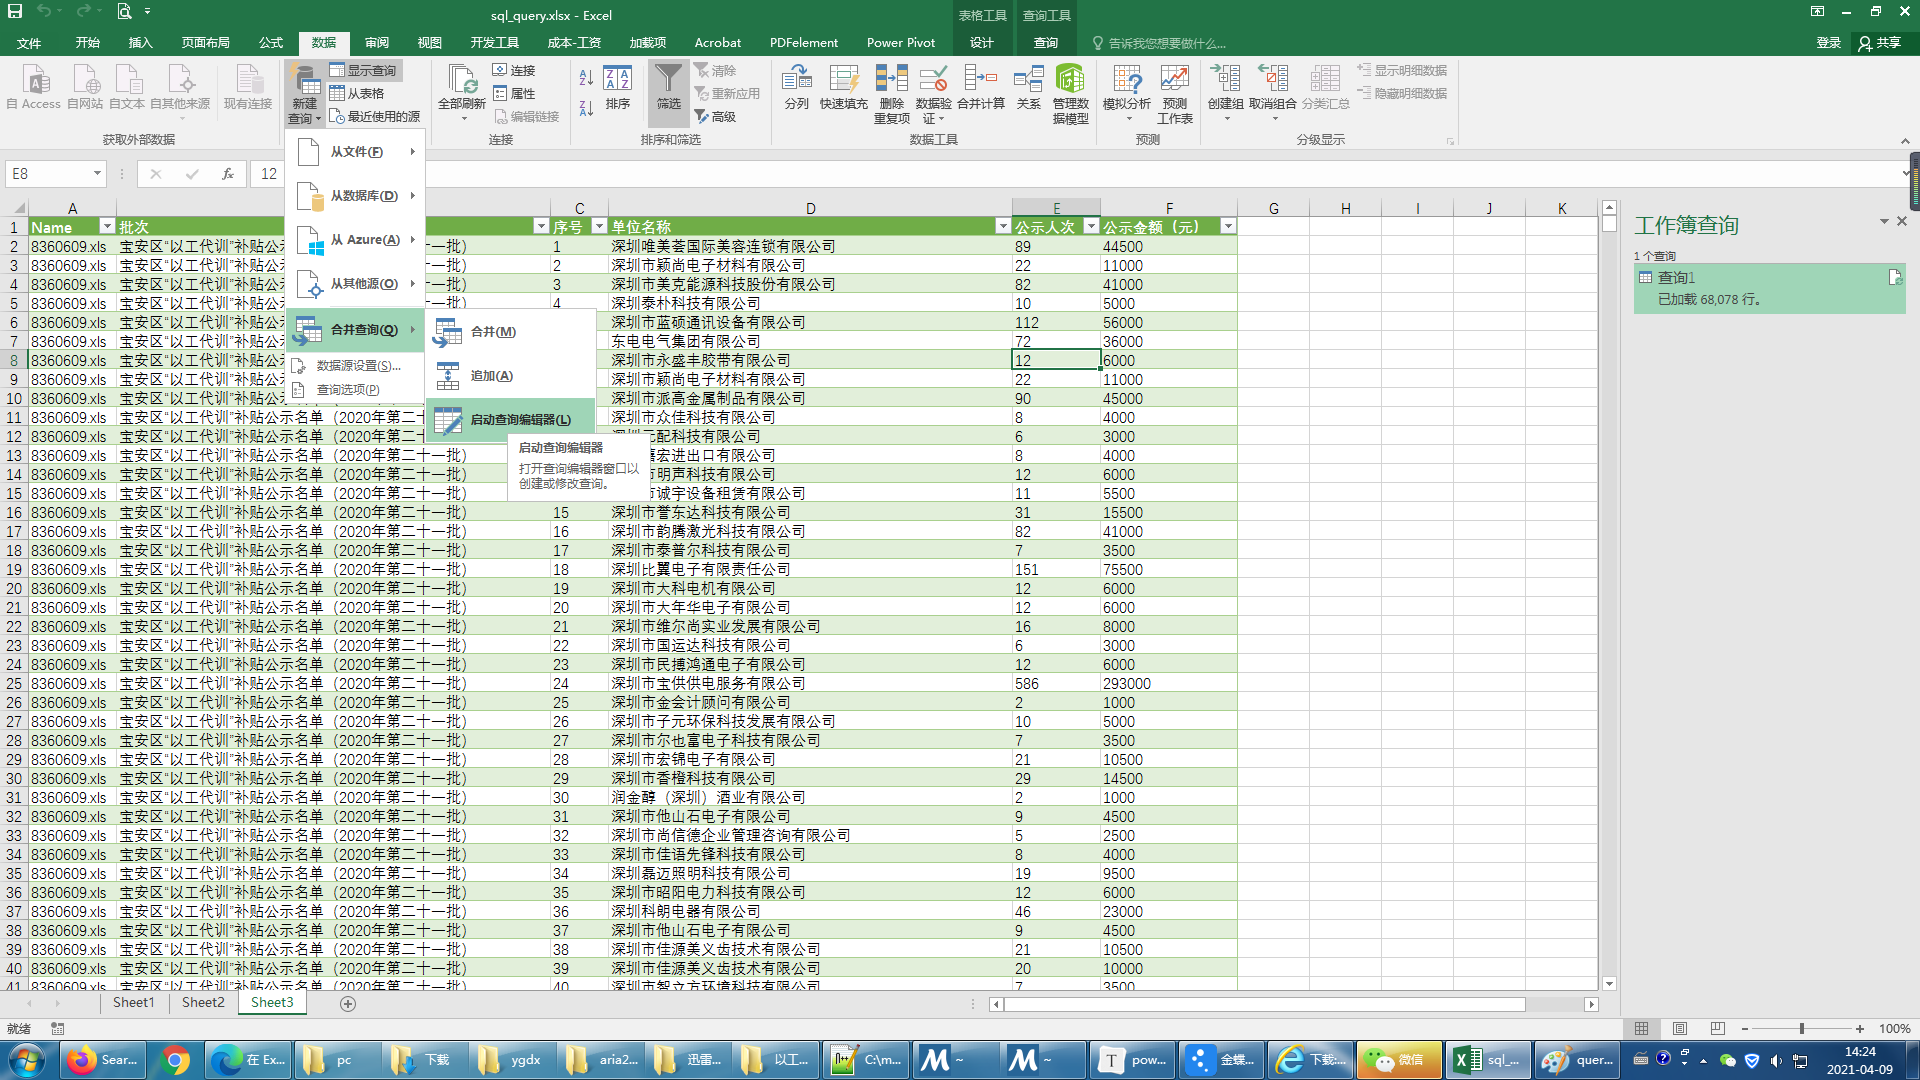 sql_query.xlsx - Excel
表格工具 查询工具
文件 开始 插入 页面布局 公式 数据 审阅 视图 开发工具 成本-工资 加载项 Acrobat PDFelement Power Pivot 设计 查询 告诉我您想要做什么... 登录 共享
自 Access 自网站 自文本 自其他来源 现有连接
获取外部数据
新建查询 显示查询
从表格
最近使用的源
全部刷新 连接
属性
编辑链接
连接
排序 筛选 清除
重新应用
高级
排序和筛选
分列 快速填充 删除重复项 数据验证 合并计算 关系 管理数据模型
数据工具
模拟分析 预测工作表
预测
创建组 取消组合 分类汇总 显示明细数据
隐藏明细数据
分级显示
E8 fx 12
从文件(F)
从数据库(D)
从 Azure(A)
从其他源(O)
合并查询(Q)
数据源设置(S)...
查询选项(P)
合并(M)
追加(A)
启动查询编辑器(L)
启动查询编辑器
打开查询编辑器窗口以
创建或修改查询。
A C D E F G H I J K
1 Name 批次 序号 单位名称 公示人次 公示金额（元）
2 8360609.xls 宝安区“以工代训”补贴公示 十一批） 1 深圳唯美荟国际美容连锁有限公司 89 44500
3 8360609.xls 宝安区“以工代训”补贴公示 十一批） 2 深圳市颖尚电子材料有限公司 22 11000
4 8360609.xls 宝安区“以工代训”补贴公示 十一批） 3 深圳市美克能源科技股份有限公司 82 41000
5 8360609.xls 宝安区“以工代训”补贴公示 十一批） 4 深圳泰朴科技有限公司 10 5000
6 8360609.xls 宝安区“以工代训”补贴公示 深圳市蓝硕通讯设备有限公司 112 56000
7 8360609.xls 宝安区“以工代训”补贴公示 东电电气集团有限公司 72 36000
8 8360609.xls 宝安区“以工代训”补贴公示 深圳市永盛丰胶带有限公司 12 6000
9 8360609.xls 宝安区“以工代训”补贴公示 深圳市颖尚电子材料有限公司 22 11000
10 8360609.xls 宝安区“以工代训”补贴公示 深圳市派高金属制品有限公司 90 45000
11 8360609.xls 宝安区“以工代训”补贴公示名单（2020年第二十 深圳市众佳科技有限公司 8 4000
12 8360609.xls 宝安区“以工代训”补贴公示名单（2020年第二十 配科技有限公司 6 3000
13 8360609.xls 宝安区“以工代训”补贴公示名单（2020年第二十一批） 宏进出口有限公司 8 4000
14 8360609.xls 宝安区“以工代训”补贴公示名单（2020年第二十一批） 明声科技有限公司 12 6000
15 8360609.xls 宝安区“以工代训”补贴公示名单（2020年第二十一批） 诚宇设备租赁有限公司 11 5500
16 8360609.xls 宝安区“以工代训”补贴公示名单（2020年第二十一批） 15 深圳市誉东达科技有限公司 31 15500
17 8360609.xls 宝安区“以工代训”补贴公示名单（2020年第二十一批） 16 深圳市韵腾激光科技有限公司 82 41000
18 8360609.xls 宝安区“以工代训”补贴公示名单（2020年第二十一批） 17 深圳市泰普尔科技有限公司 7 3500
19 8360609.xls 宝安区“以工代训”补贴公示名单（2020年第二十一批） 18 深圳比翼电子有限责任公司 151 75500
20 8360609.xls 宝安区“以工代训”补贴公示名单（2020年第二十一批） 19 深圳市大科电机有限公司 12 6000
21 8360609.xls 宝安区“以工代训”补贴公示名单（2020年第二十一批） 20 深圳市大年华电子有限公司 12 6000
22 8360609.xls 宝安区“以工代训”补贴公示名单（2020年第二十一批） 21 深圳市维尔尚实业发展有限公司 16 8000
23 8360609.xls 宝安区“以工代训”补贴公示名单（2020年第二十一批） 22 深圳市国运达科技有限公司 6 3000
24 8360609.xls 宝安区“以工代训”补贴公示名单（2020年第二十一批） 23 深圳市民搏鸿通电子有限公司 12 6000
25 8360609.xls 宝安区“以工代训”补贴公示名单（2020年第二十一批） 24 深圳市宝供供电服务有限公司 586 293000
26 8360609.xls 宝安区“以工代训”补贴公示名单（2020年第二十一批） 25 深圳市金会计顾问有限公司 2 1000
27 8360609.xls 宝安区“以工代训”补贴公示名单（2020年第二十一批） 26 深圳市子元环保科技发展有限公司 10 5000
28 8360609.xls 宝安区“以工代训”补贴公示名单（2020年第二十一批） 27 深圳市尔也富电子科技有限公司 7 3500
29 8360609.xls 宝安区“以工代训”补贴公示名单（2020年第二十一批） 28 深圳市宏锦电子有限公司 21 10500
30 8360609.xls 宝安区“以工代训”补贴公示名单（2020年第二十一批） 29 深圳市香橙科技有限公司 29 14500
31 8360609.xls 宝安区“以工代训”补贴公示名单（2020年第二十一批） 30 润金醇（深圳）酒业有限公司 2 1000
32 8360609.xls 宝安区“以工代训”补贴公示名单（2020年第二十一批） 31 深圳市他山石电子有限公司 9 4500
33 8360609.xls 宝安区“以工代训”补贴公示名单（2020年第二十一批） 32 深圳市尚信德企业管理咨询有限公司 5 2500
34 8360609.xls 宝安区“以工代训”补贴公示名单（2020年第二十一批） 33 深圳市佳语先锋科技有限公司 8 4000
35 8360609.xls 宝安区“以工代训”补贴公示名单（2020年第二十一批） 34 深圳磊迈照明科技有限公司 19 9500
36 8360609.xls 宝安区“以工代训”补贴公示名单（2020年第二十一批） 35 深圳市昭阳电力科技有限公司 12 6000
37 8360609.xls 宝安区“以工代训”补贴公示名单（2020年第二十一批） 36 深圳科朗电器有限公司 46 23000
38 8360609.xls 宝安区“以工代训”补贴公示名单（2020年第二十一批） 37 深圳市他山石电子有限公司 9 4500
39 8360609.xls 宝安区“以工代训”补贴公示名单（2020年第二十一批） 38 深圳市佳源美义齿技术有限公司 21 10500
40 8360609.xls 宝安区“以工代训”补贴公示名单（2020年第二十一批） 39 深圳市佳源美义齿技术有限公司 20 10000
41 8360609.xls 宝安区“以工代训”补贴公示名单（2020年第二十一批） 40 深圳市智立方环境科技有限公司 7 3500
工作簿查询
1 个查询
查询1
已加载 68,078 行。
Sheet1 Sheet2 Sheet3
就绪 100%
Sear... 在 Ex... pc 下载 ygdx aria2... 迅雷... 以工... C:\m... ~ ~ pow... 金蝶... 下载:... 微信 sql_... quer...
14:24
2021-04-09